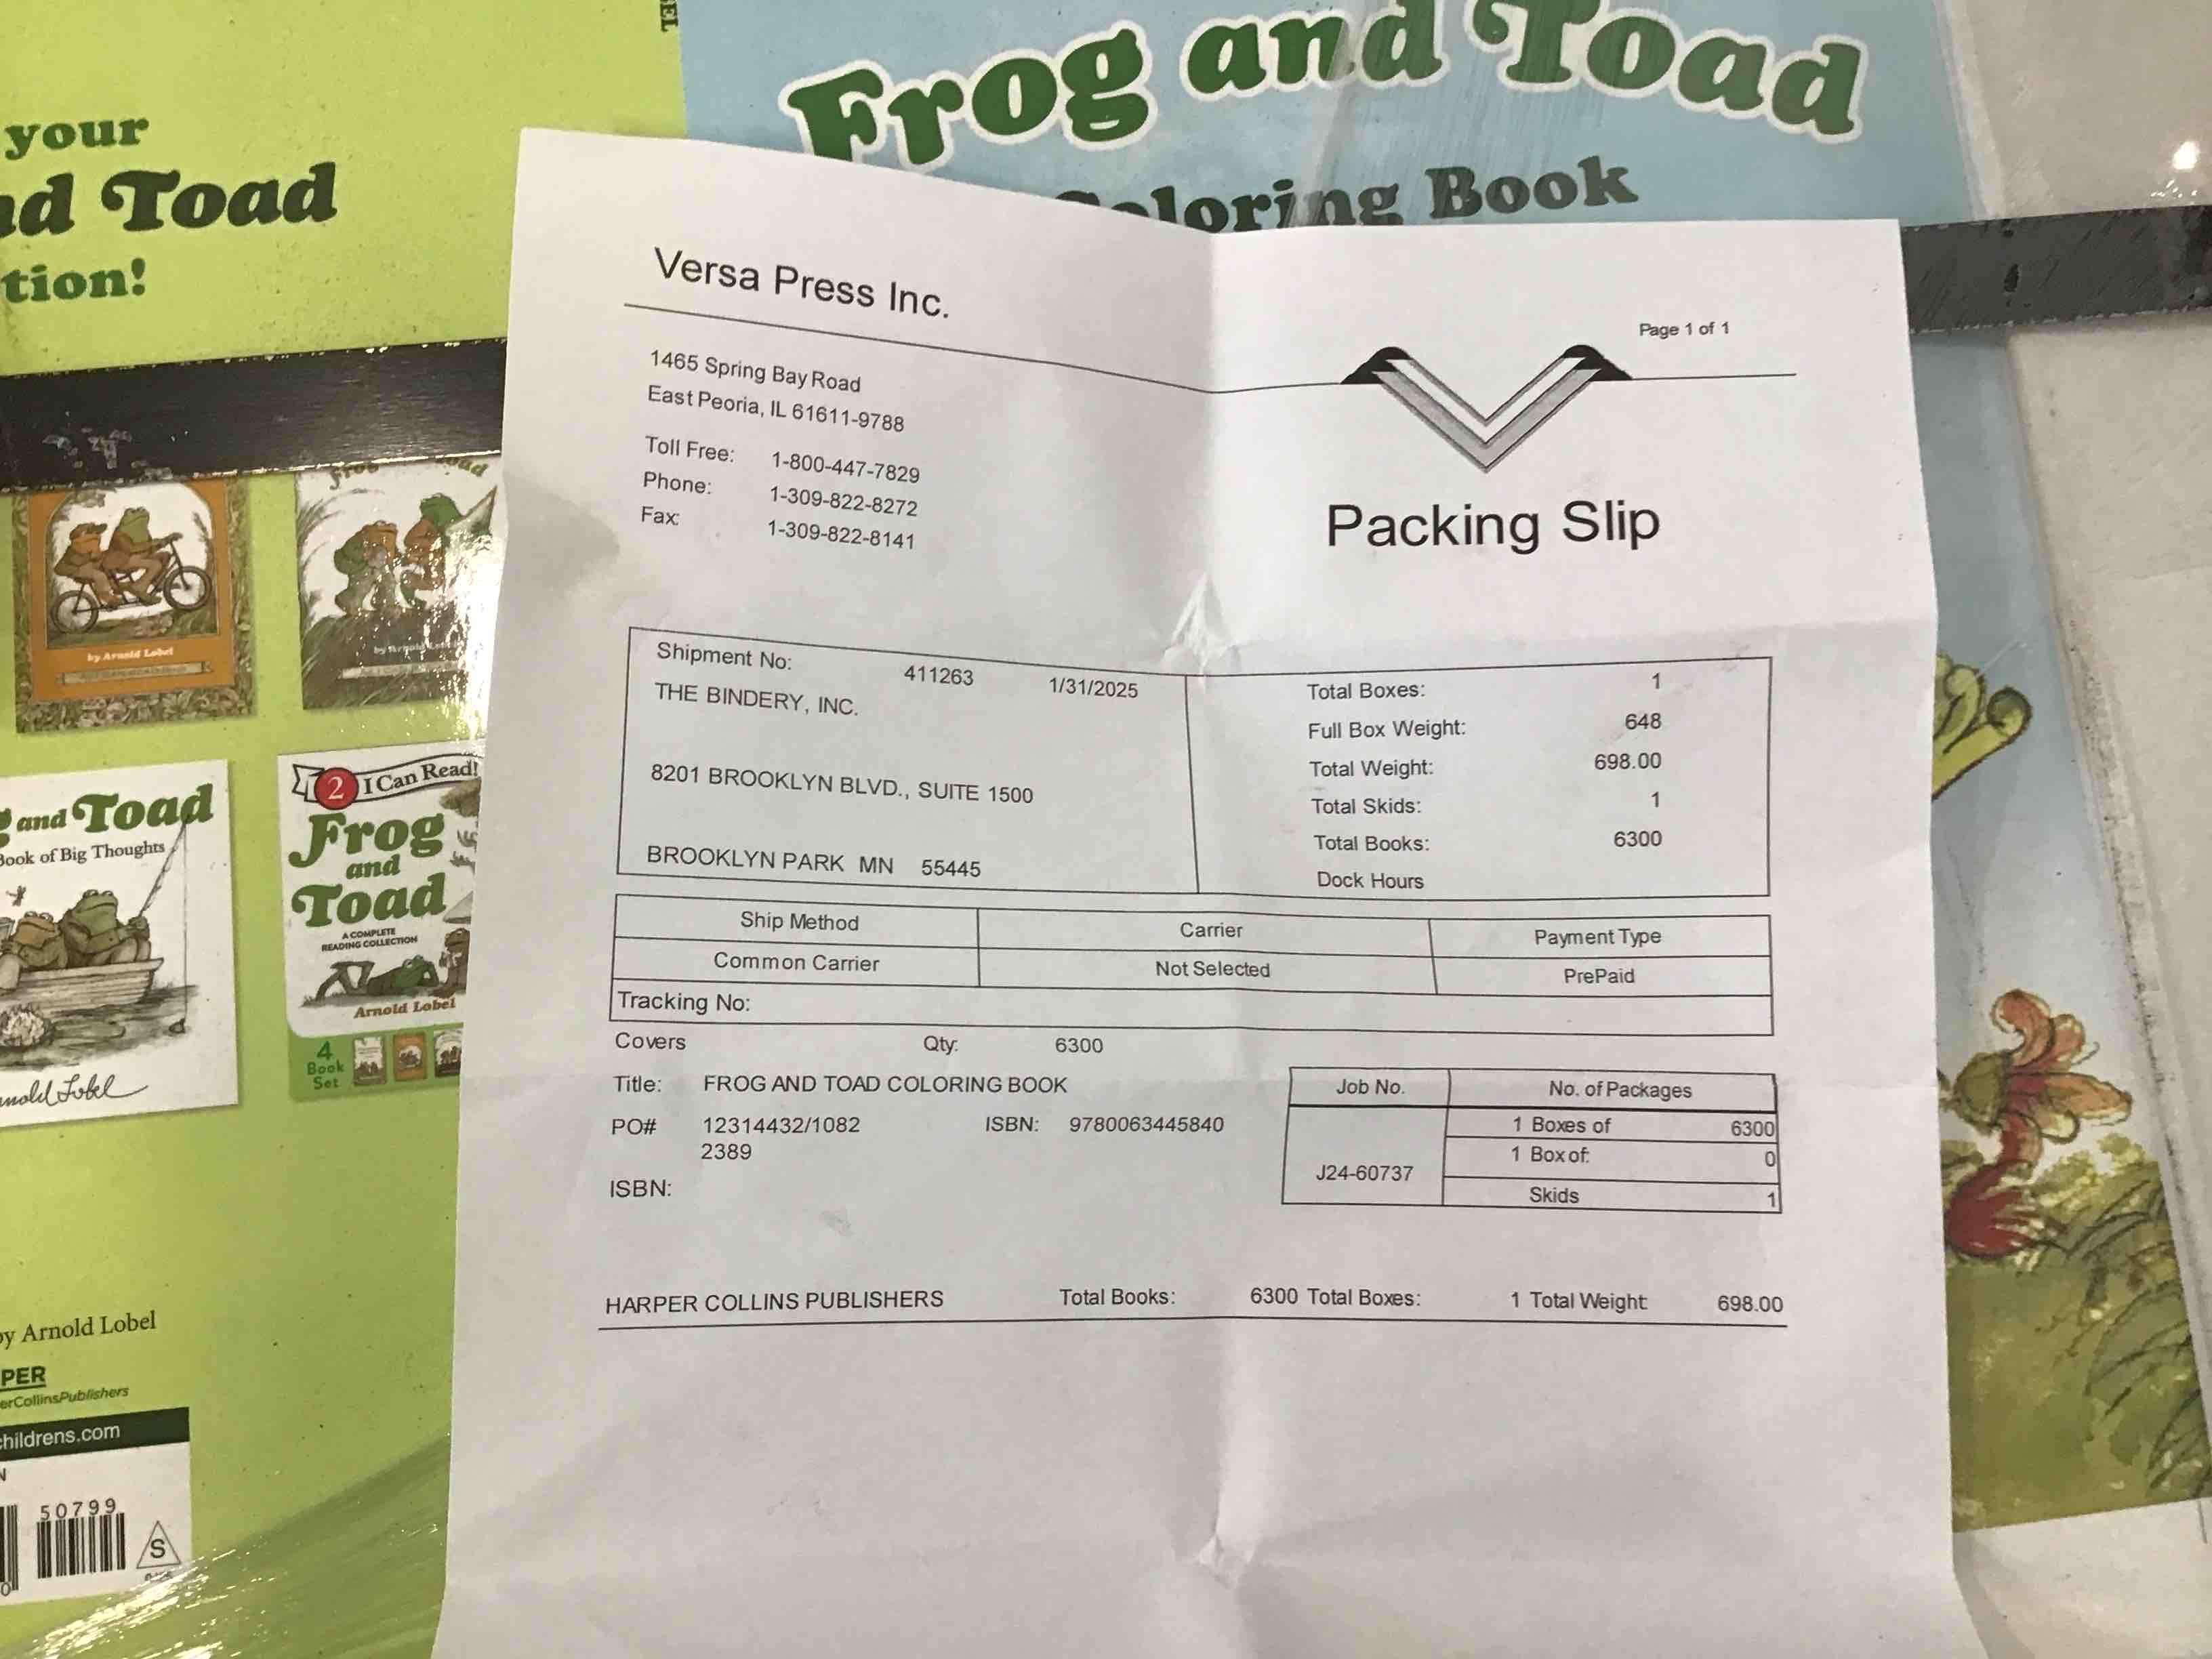 your
Toad
tion!
Frog and Toad
Coloring Book
by Arnold Lobel
and Toad
Book of Big Thoughts
2 I Can Read!
Frog
and
Toad
A COMPLETE
READING COLLECTION
Arnold Lobel
4
Book
Set
by Arnold Lobel
50799
S
Versa Press Inc.
Page 1 of 1
1465 Spring Bay Road
East Peoria, IL 61611-9788
Toll Free: 1-800-447-7829
Phone: 1-309-822-8272
Fax: 1-309-822-8141
Packing Slip
Shipment No: 411263 1/31/2025
THE BINDERY, INC.
8201 BROOKLYN BLVD., SUITE 1500
BROOKLYN PARK MN 55445
Total Boxes: 1
Full Box Weight: 648
Total Weight: 698.00
Total Skids: 1
Total Books: 6300
Dock Hours
Ship Method Carrier Payment Type
Common Carrier Not Selected PrePaid
Tracking No:
Covers Qty: 6300
Title: FROG AND TOAD COLORING BOOK
PO# 12314432/1082
2389
ISBN: 9780063445840
ISBN:
Job No. No. of Packages
J24-60737
1 Boxes of 6300
1 Box of: 0
Skids 1
HARPER COLLINS PUBLISHERS Total Books: 6300 Total Boxes: 1 Total Weight: 698.00